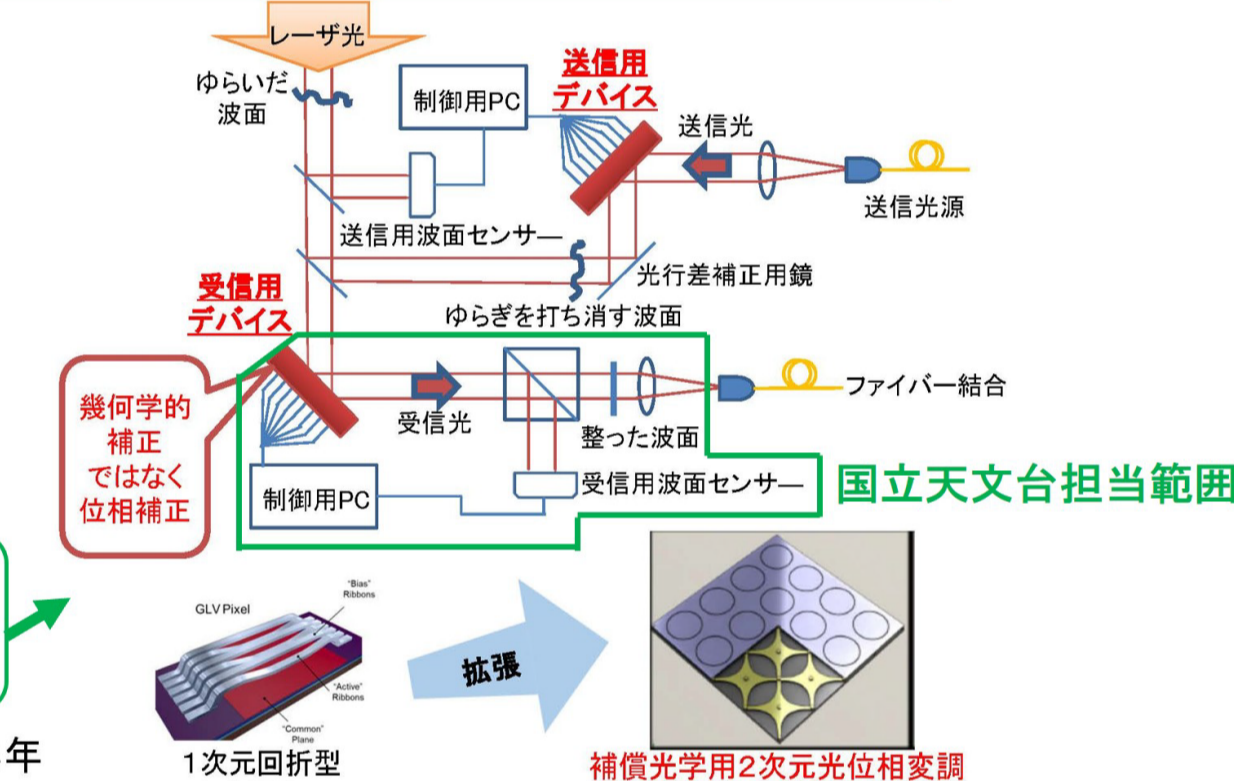 レーザ光
ゆらいだ
波面
制御用PC
送信用
デバイス
送信光
送信光源
送信用波面センサ―
光行差補正用鏡
ゆらぎを打ち消す波面
受信用
デバイス
幾何学的
補正
ではなく
位相補正
受信光
整った波面
ファイバー結合
制御用PC
受信用波面センサ―
国立天文台担当範囲
GLV Pixel
"Bias"
Ribbons
"Active"
Ribbons
"Common"
Plane
1次元回折型
拡張
補償光学用2次元光位相変調
年